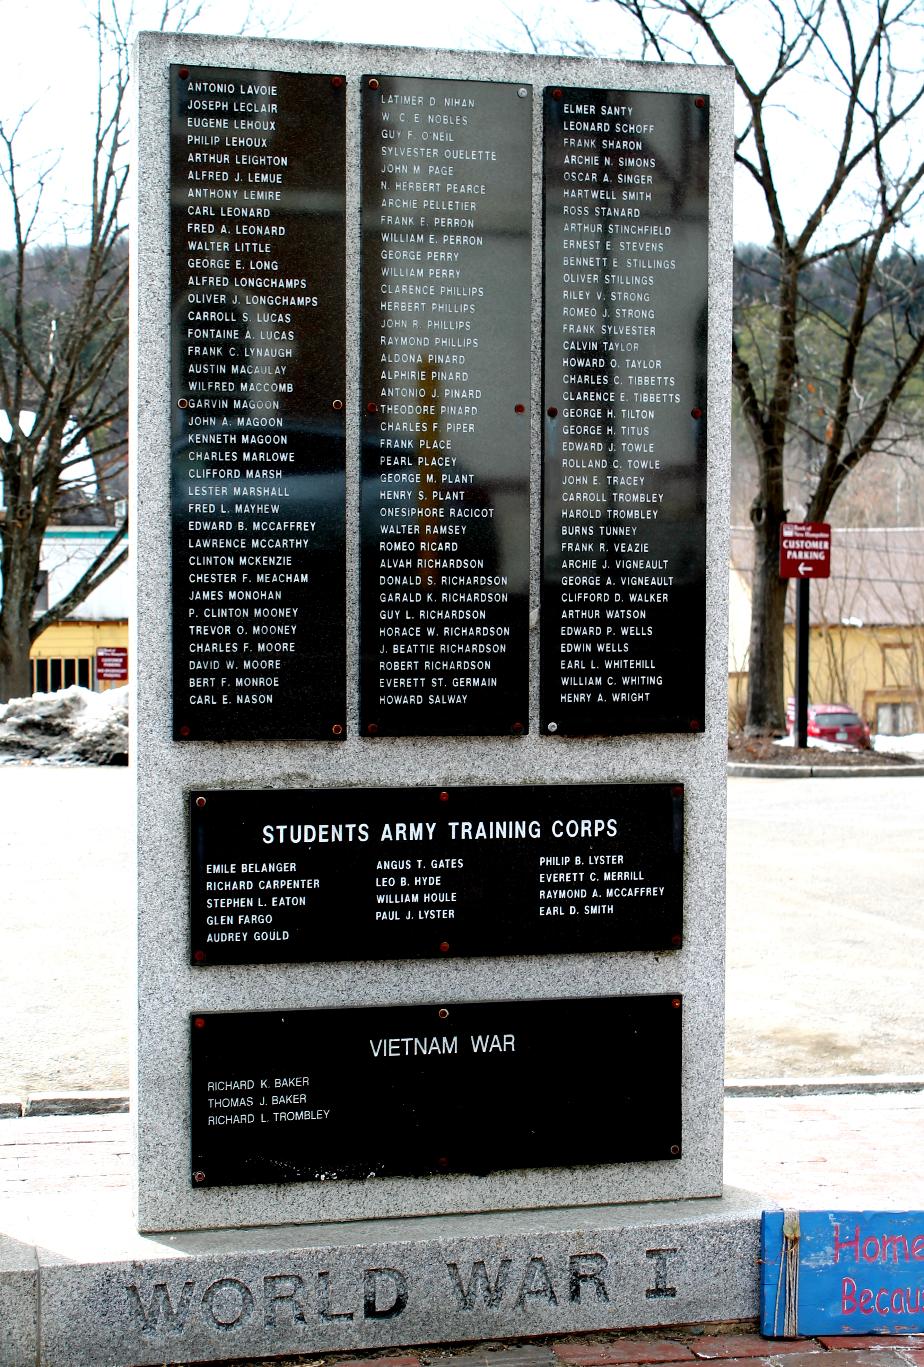 ANTONIO LAVOIE
JOSEPH LECLAIR
EUGENE LEHOUX
PHILIP LEHOUX
ARTHUR LEIGHTON
ALFRED J. LEMUE
ANTHONY LEMIRE
CARL LEONARD
FRED A. LEONARD
WALTER LITTLE
GEORGE E. LONG
ALFRED LONGCHAMPS
OLIVER J. LONGCHAMPS
CARROLL S. LUCAS
FONTAINE A. LUCAS
FRANK C. LYNAUGH
AUSTIN MACAULAY
WILFRED MACCOMB
GARVIN MAGOON
JOHN A. MAGOON
KENNETH MAGOON
CHARLES MARLOWE
CLIFFORD MARSH
LESTER MARSHALL
FRED L. MAYHEW
EDWARD B. MCCAFFREY
LAWRENCE MCCARTHY
CLINTON MCKENZIE
CHESTER F. MEACHAM
JAMES MONOHAN
P. CLINTON MOONEY
TREVOR O. MOONEY
CHARLES F. MOORE
DAVID W. MOORE
BERT F. MONROE
CARL E. NASON
LATIMER D. NIHAN
W. C. E. NOBLES
GUY F. O'NEIL
SYLVESTER OUELETTE
JOHN M. PAGE
N. HERBERT PEARCE
ARCHIE PELLETIER
FRANK E. PERRON
WILLIAM E. PERRON
GEORGE PERRY
WILLIAM PERRY
CLARENCE PHILLIPS
HERBERT PHILLIPS
JOHN R. PHILLIPS
RAYMOND PHILLIPS
ALDONA PINARD
ALPHIRIE PINARD
ANTONIO J. PINARD
THEODORE PINARD
CHARLES F. PIPER
FRANK PLACE
PEARL PLACEY
GEORGE M. PLANT
HENRY S. PLANT
ONESIPHORE RACICOT
WALTER RAMSEY
ROMEO RICARD
ALVAH RICHARDSON
DONALD S. RICHARDSON
GARALD K. RICHARDSON
GUY L. RICHARDSON
HORACE W. RICHARDSON
J. BEATTIE RICHARDSON
ROBERT RICHARDSON
EVERETT ST. GERMAIN
HOWARD SALWAY
ELMER SANTY
LEONARD SCHOFF
FRANK SHARON
ARCHIE N. SIMONS
OSCAR A. SINGER
HARTWELL SMITH
ROSS STANARD
ARTHUR STINCHFIELD
ERNEST E. STEVENS
BENNETT E. STILLINGS
OLIVER STILLINGS
RILEY V. STRONG
ROMEO J. STRONG
FRANK SYLVESTER
CALVIN TAYLOR
HOWARD O. TAYLOR
CHARLES C. TIBBETTS
CLARENCE E. TIBBETTS
GEORGE H. TILTON
GEORGE H. TITUS
EDWARD J. TOWLE
ROLLAND C. TOWLE
JOHN E. TRACEY
CARROLL TROMBLEY
HAROLD TROMBLEY
BURNS TUNNEY
FRANK R. VEAZIE
ARCHIE J. VIGNEAULT
GEORGE A. VIGNEAULT
CLIFFORD D. WALKER
ARTHUR WATSON
EDWARD P. WELLS
EDWIN WELLS
EARL L. WHITEHILL
WILLIAM C. WHITING
HENRY A. WRIGHT
STUDENTS ARMY TRAINING CORPS
EMILE BELANGER
RICHARD CARPENTER
STEPHEN L. EATON
GLEN FARGO
AUDREY GOULD
ANGUS T. GATES
LEO B. HYDE
WILLIAM HOULE
PAUL J. LYSTER
PHILIP B. LYSTER
EVERETT C. MERRILL
RAYMOND A. MCCAFFREY
EARL D. SMITH
VIETNAM WAR
RICHARD K. BAKER
THOMAS J. BAKER
RICHARD L. TROMBLEY
WORLD WAR I
Bank of
New Hampshire
CUSTOMER
PARKING
CUSTOMER
PARKING
Home
Becau